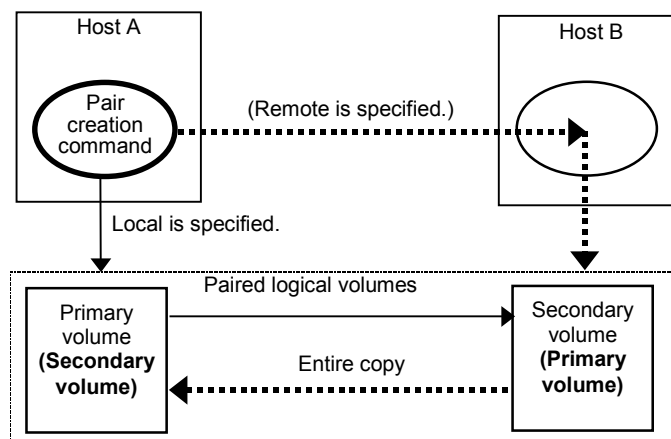 Host A
Host B
Pair
creation
command
(Remote is specified.)
Local is specified.
Paired logical volumes
Primary
volume
(Secondary
volume)
Secondary
volume
(Primary
volume)
Entire copy